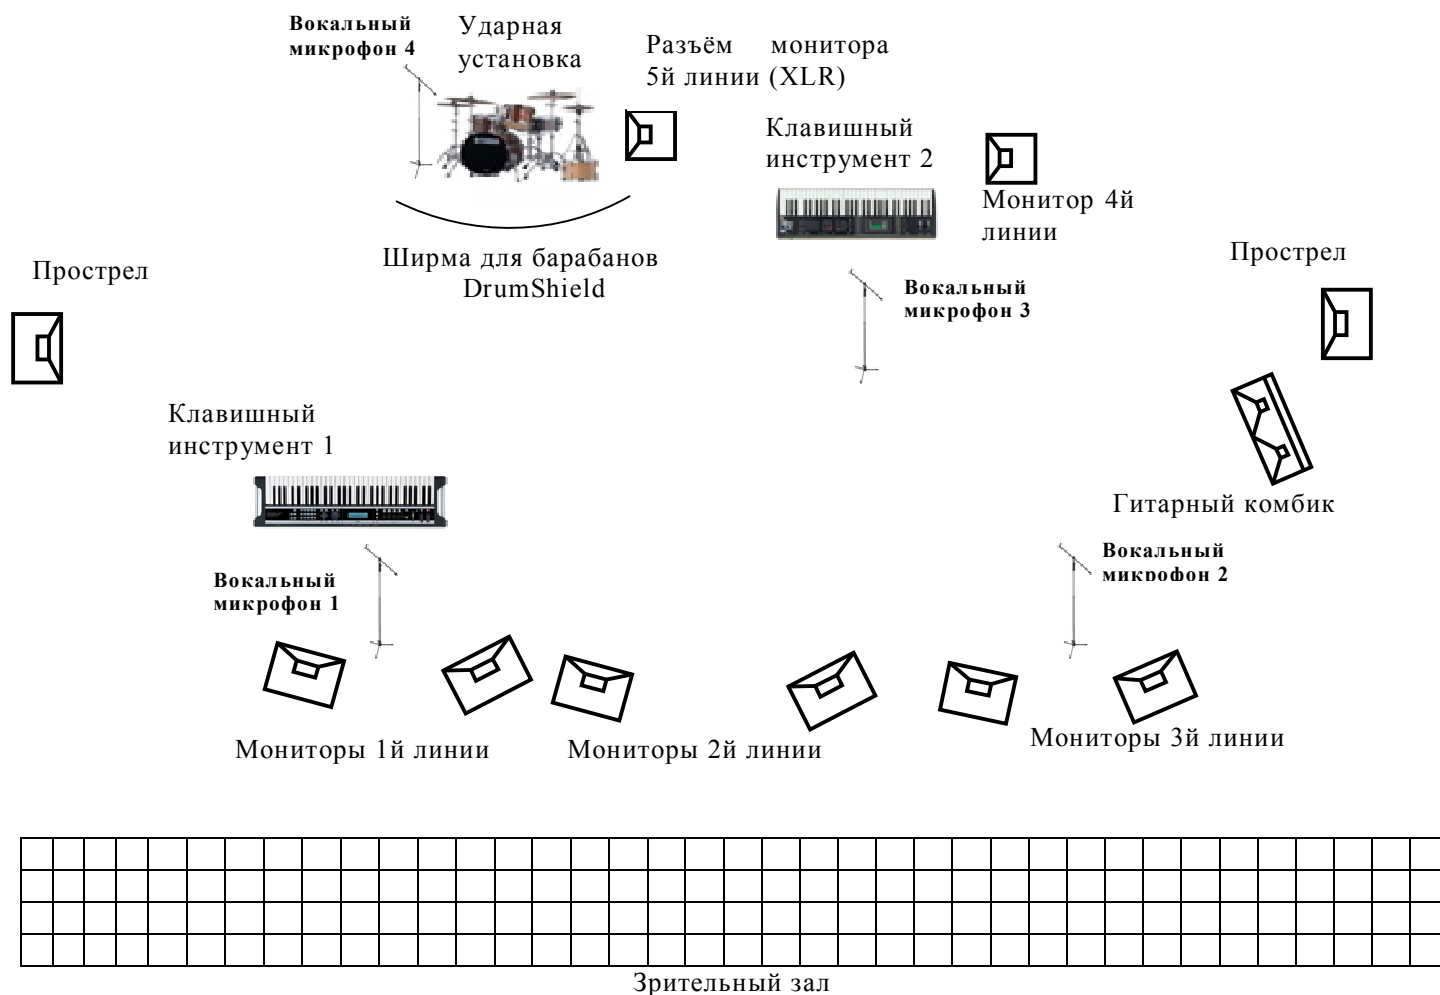 Вокальный
микрофон 4
Ударная
установка
Разъём монитора
5й линии (XLR)
Клавишный
инструмент 2
Монитор 4й
линии
Ширма для барабанов
DrumShield
Прострел
Прострел
Вокальный
микрофон 3
Клавишный
инструмент 1
Гитарный комбик
Вокальный
микрофон 1
Вокальный
микрофон 2
Мониторы 1й линии
Мониторы 2й линии
Мониторы 3й линии
Зрительный зал